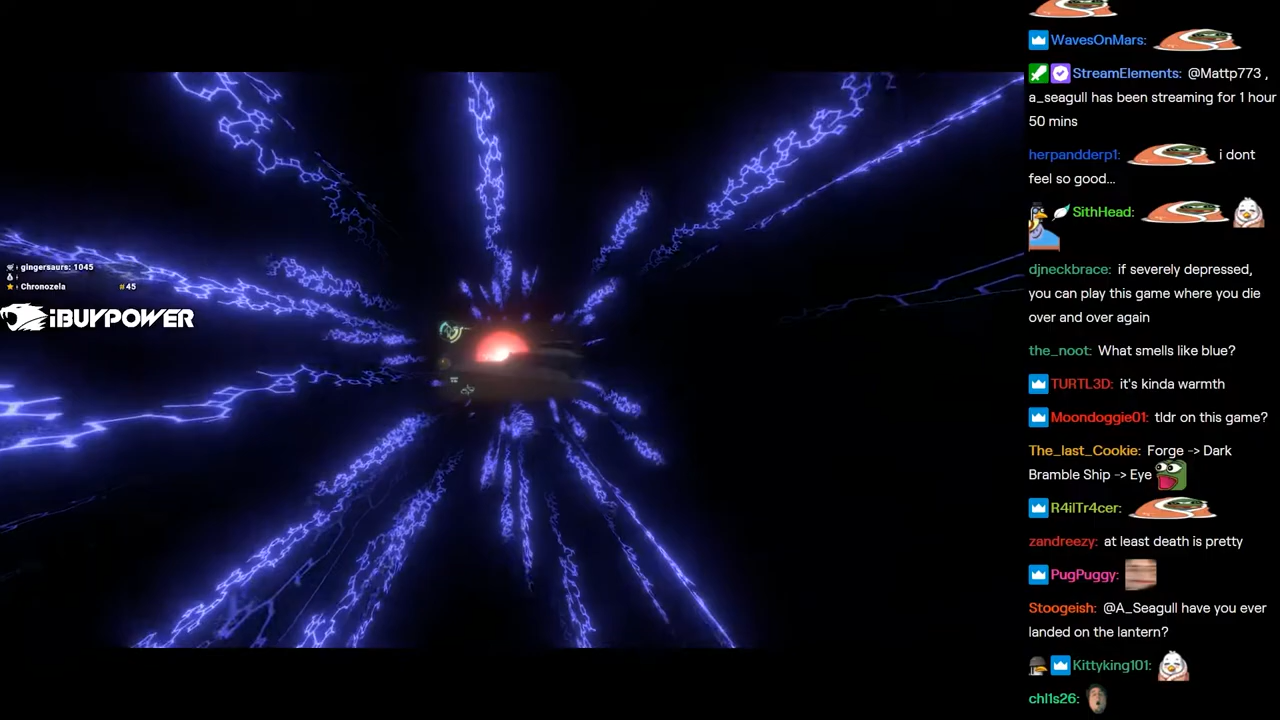 gingersaurs: 1045
Chronozela #45
iBUYPOWER
WavesOnMars:
StreamElements: @Mattp773 ,
a_seagull has been streaming for 1 hour
50 mins
herpandderp1: i dont
feel so good...
SithHead:
djneckbrace: if severely depressed,
you can play this game where you die
over and over again
the_noot: What smells like blue?
TURTL3D: it's kinda warmth
Moondoggie01: tldr on this game?
The_last_Cookie: Forge -> Dark
Bramble Ship -> Eye
R4ilTr4cer:
zandreezy: at least death is pretty
PugPuggy:
Stoogeish: @A_Seagull have you ever
landed on the lantern?
Kittyking101:
chl1s26: